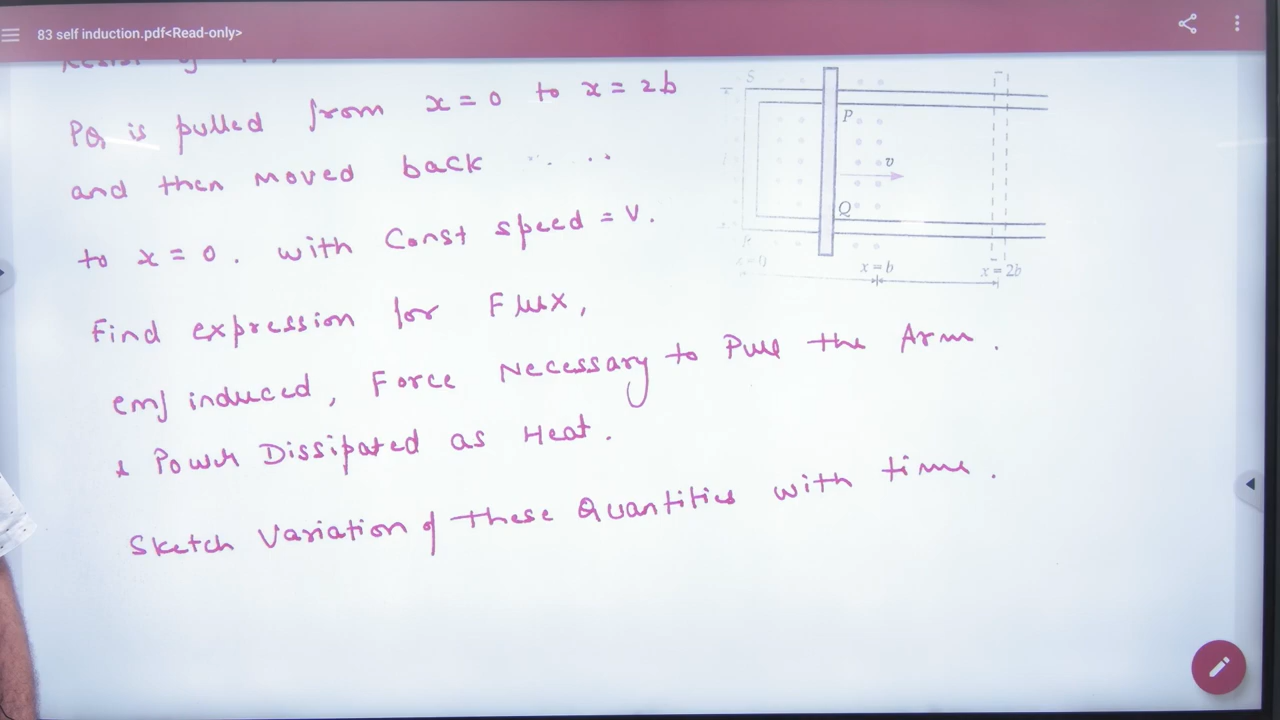 83 self induction.pdf<Read-only>
PQ is pulled from x = 0 to x = 2b
and then moved back .....
to x = 0. with Const speed = v.
Find expression for Flux,
emf induced, Force Necessary to Pull the Arm.
& Power Dissipated as Heat.
Sketch Variation of These Quantities with time.
S
P
v
Q
x = b
x = 2b